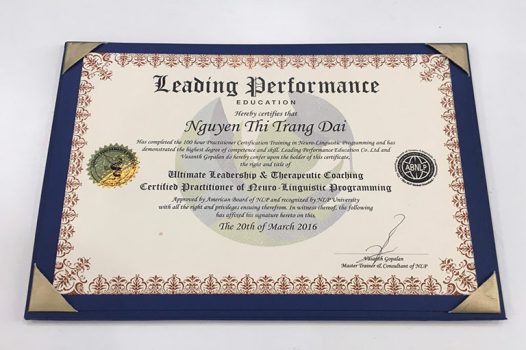 Leading Performance
EDUCATION
Hereby certifies that
Nguyen Thi Trang Dai
Has completed the 100 hour Practitioner Certification Training in Neuro-Linguistic Programming and has
demonstrated the highest degree of competence and skill. Leading Performance Education Co. Ltd and
Vasanth Gopalan do hereby confer upon the holder of this certificate,
the right and title of
Ultimate Leadership & Therapeutic Coaching
Certified Practitioner of Neuro-Linguistic Programming
Approved by American Board of NLP and recognized by NLP University
with all the right and privileges ensuing therefrom. In witness thereof, the following
has affixed his signature hereto on this,
The 20th of March 2016
ABNLP
Vasanth Gopalan
Master Trainer & Consultant of NLP